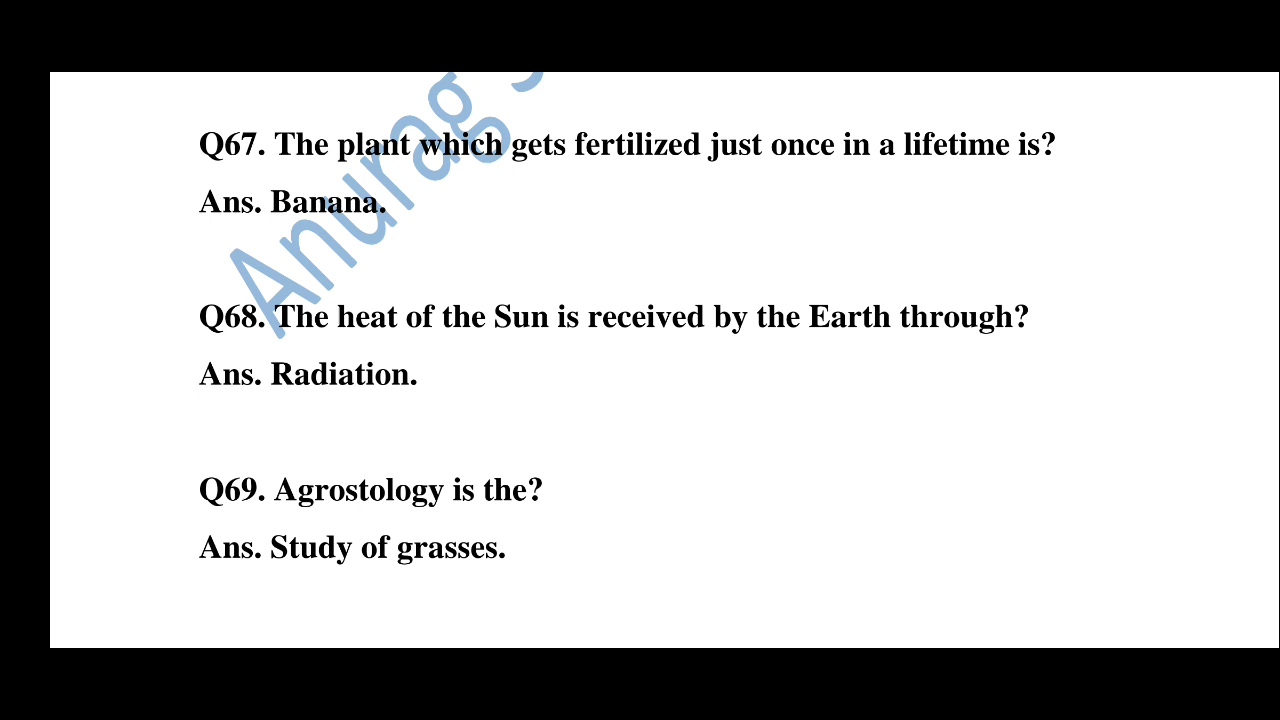 Q67. The plant which gets fertilized just once in a lifetime is?
Ans. Banana.
Q68. The heat of the Sun is received by the Earth through?
Ans. Radiation.
Q69. Agrostology is the?
Ans. Study of grasses.
Anurag